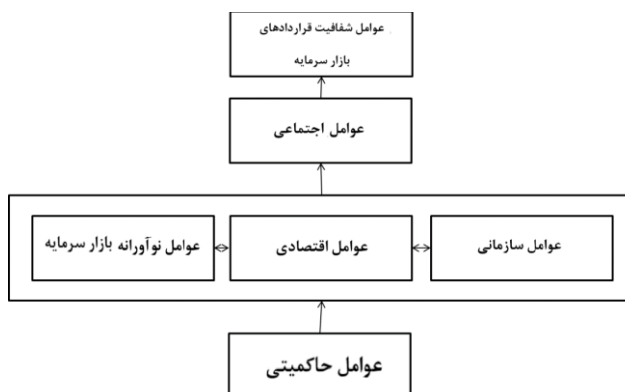 عوامل شفافیت قراردادهای
بازار سرمایه
عوامل اجتماعی
عوامل سازمانی
عوامل اقتصادی
عوامل نوآورانه بازار سرمایه
عوامل حاکمیتی